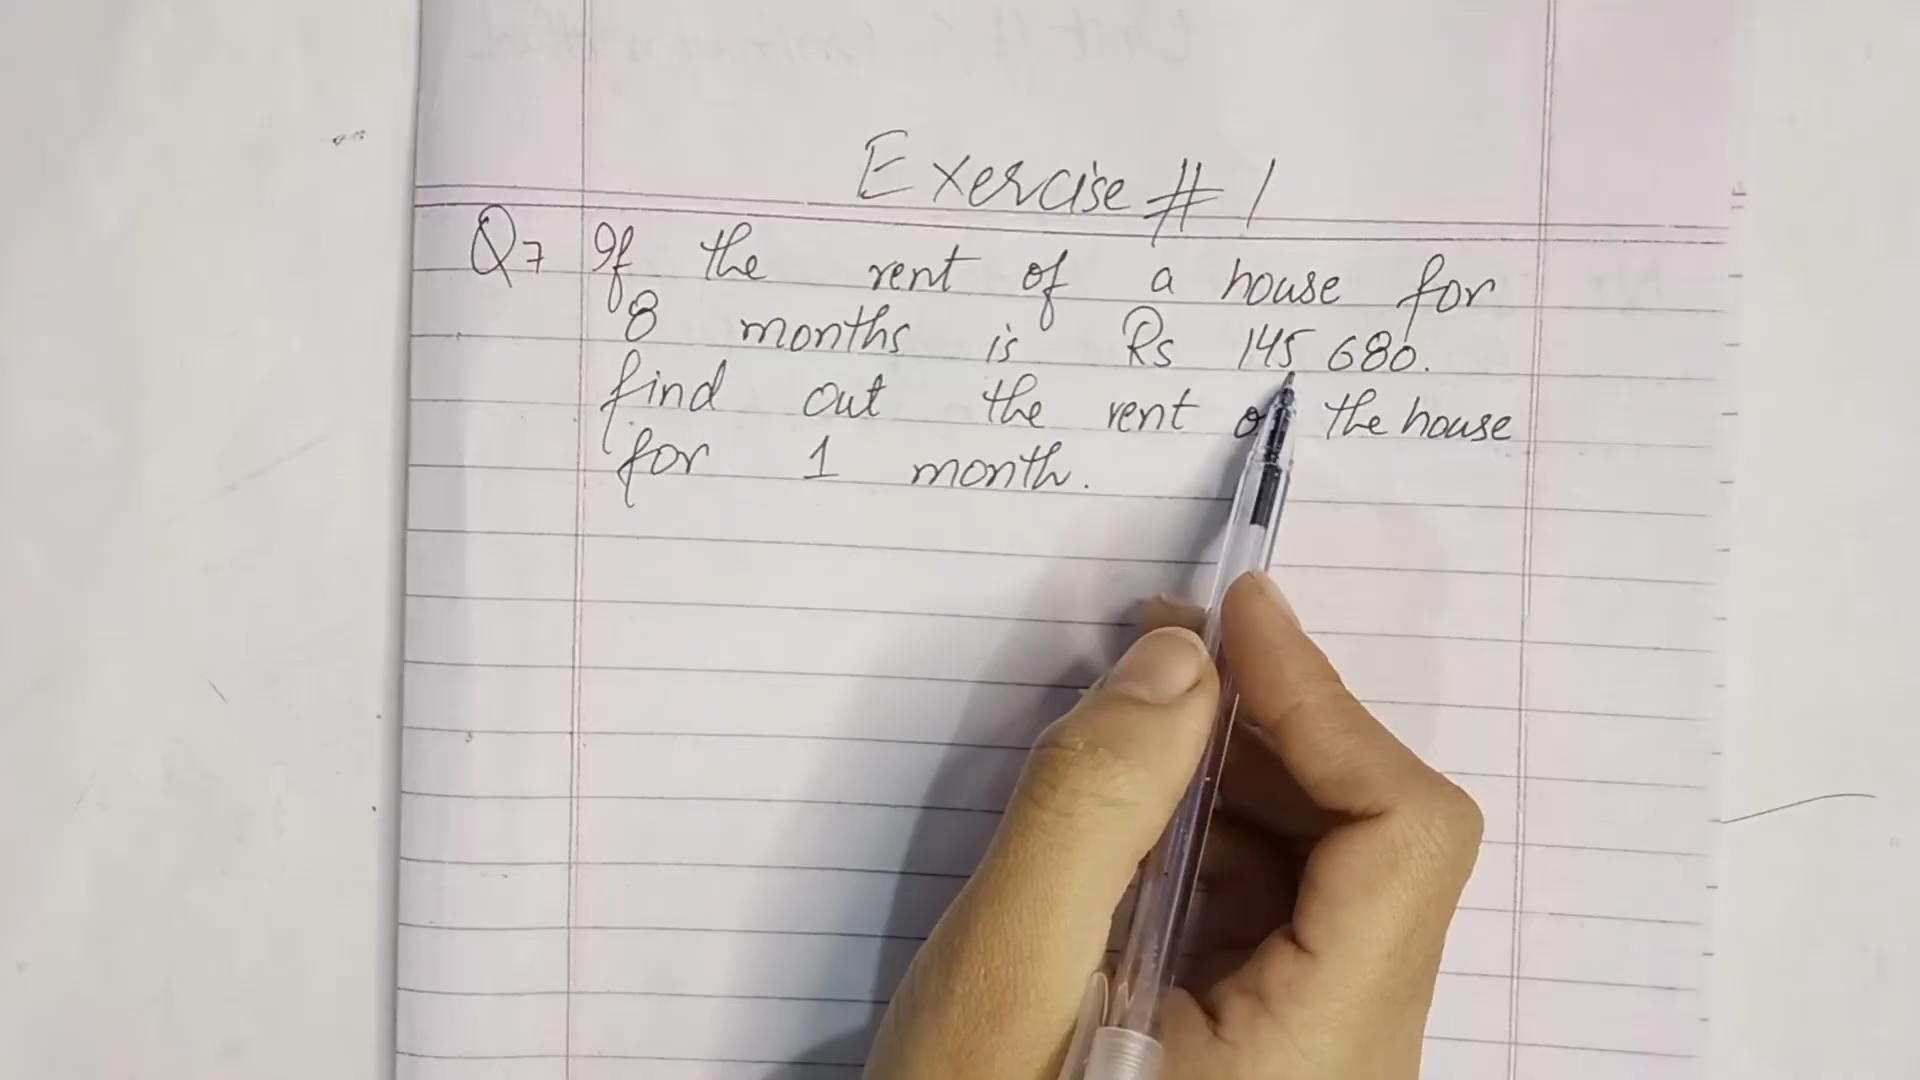 Exercise # 1
Q7 If the rent of a house for
8 months is Rs 145 680.
find out the rent of the house
for 1 month.